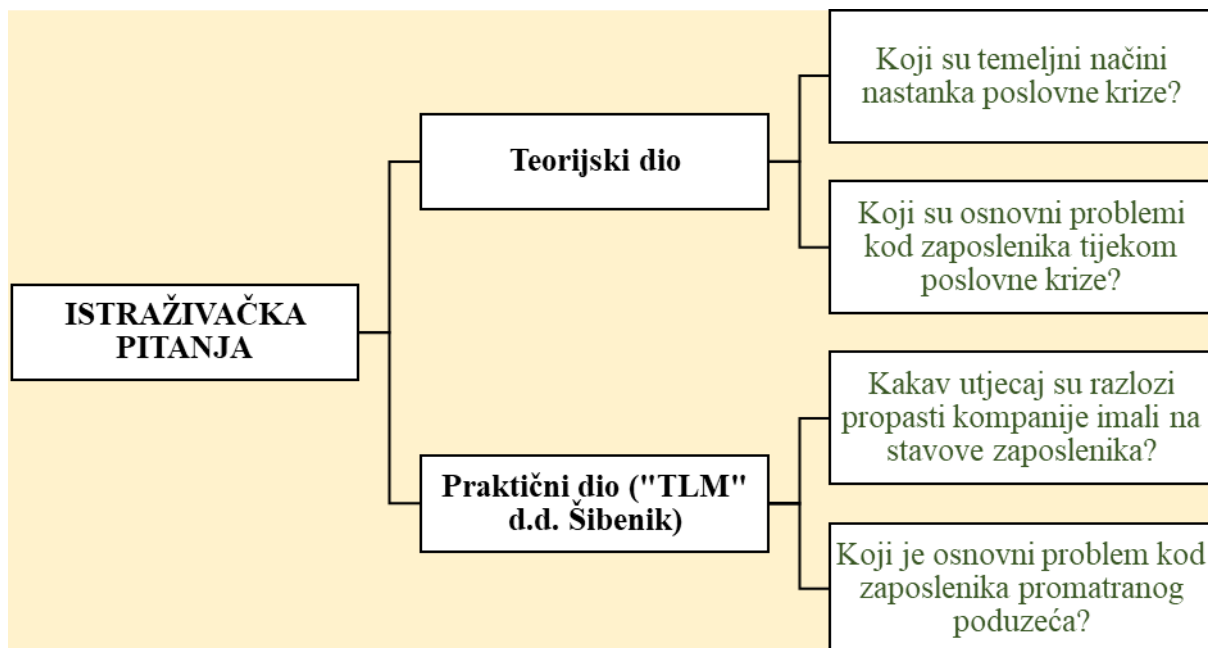 ISTRAŽIVAČKA
PITANJA
Teorijski dio
Koji su temeljni načini
nastanka poslovne krize?
Koji su osnovni problemi
kod zaposlenika tijekom
poslovne krize?
Praktični dio ("TLM"
d.d. Šibenik)
Kakav utjecaj su razlozi
propasti kompanije imali na
stavove zaposlenika?
Koji je osnovni problem kod
zaposlenika promatranog
poduzeća?